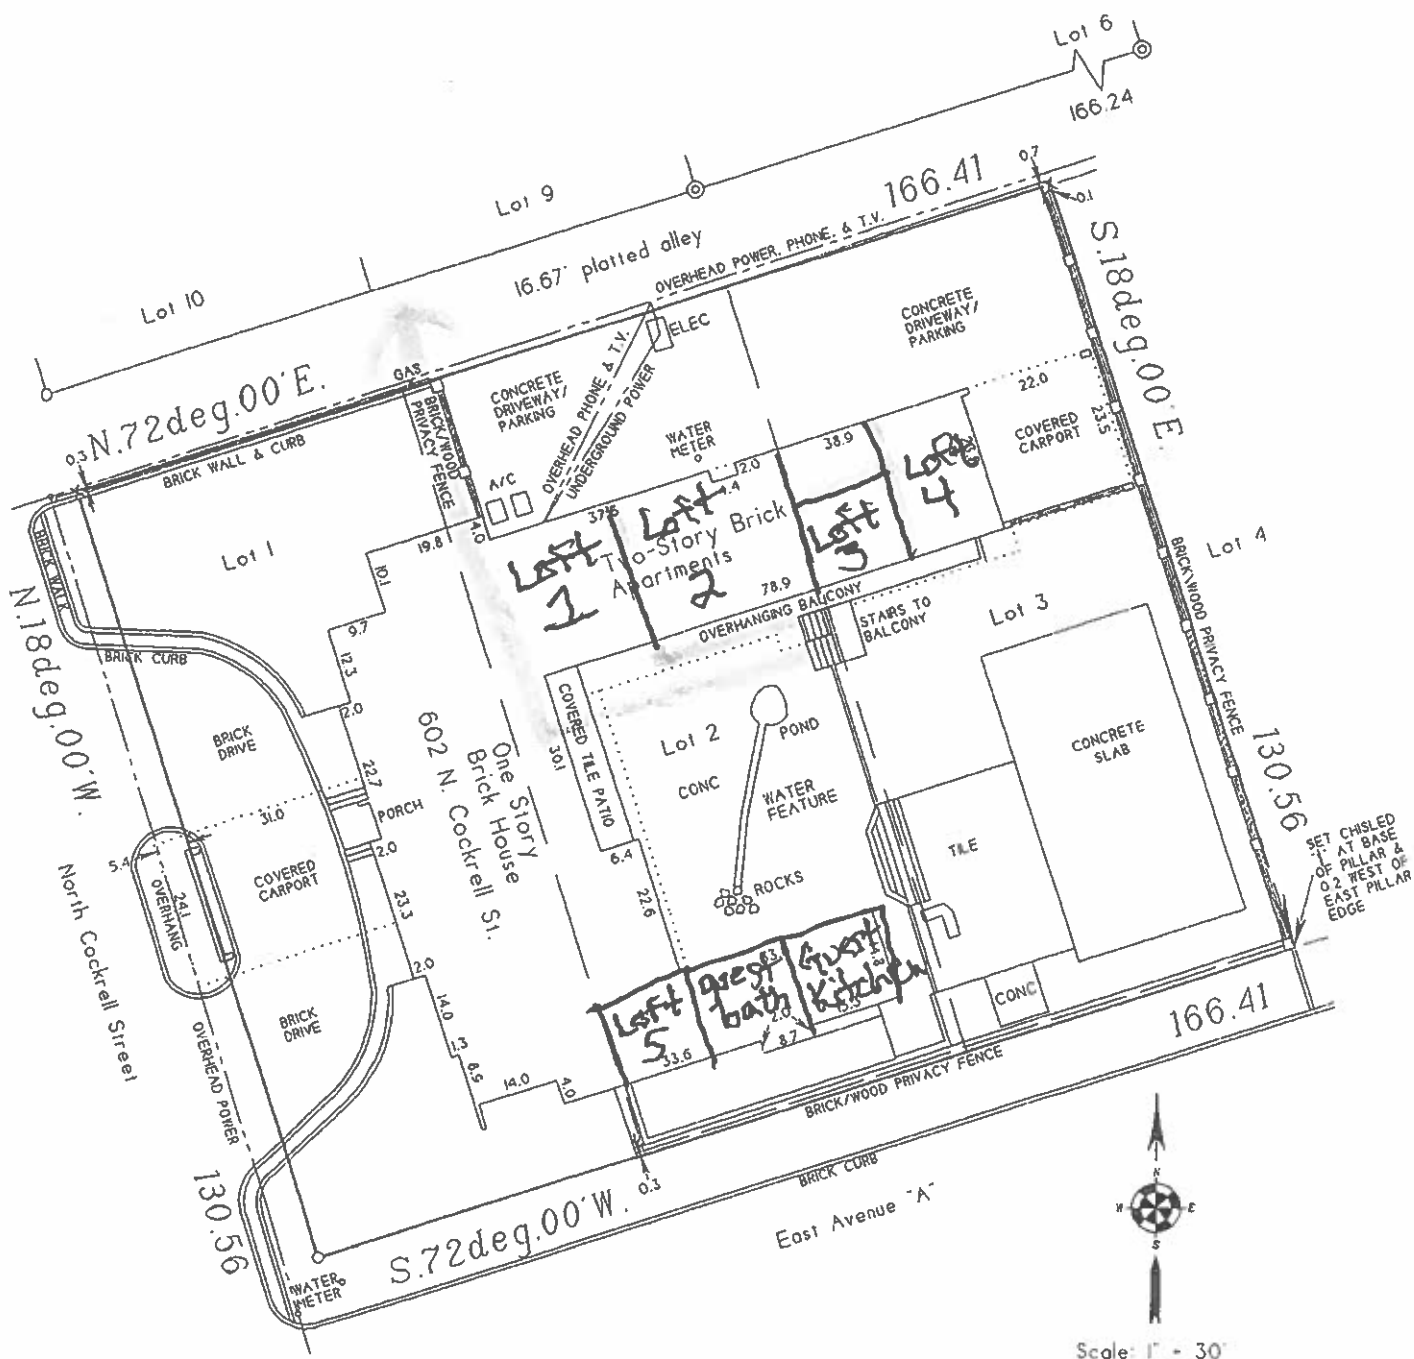 Lot 6
166.24
Lot 9
166.41
0.7
0.1
16.67' platted alley
OVERHEAD POWER, PHONE, & T.V.
Lot 10
S.18deg.00'E.
N.72deg.00'E.
GAS
ELEC
CONCRETE
DRIVEWAY/
PARKING
CONCRETE
DRIVEWAY/
PARKING
OVERHEAD PHONE & T.V.
UNDERGROUND POWER
BRICK/WOOD
PRIVACY FENCE
0.3
BRICK WALL & CURB
WATER
METER
22.0
23.5
COVERED
CARPORT
38.9
2.0
A/C
37.6
4.0
19.8
Loft
1
Loft
2
Loft
3
Loft
4
Two-Story Brick
Apartments
78.9
OVERHANGING BALCONY
STAIRS TO
BALCONY
Lot 1
Lot 4
BRICK/WOOD PRIVACY FENCE
Lot 3
10.1
9.7
12.3
2.0
BRICK WALK
BRICK CURB
N.18deg.00'W.
BRICK
DRIVE
22.7
PORCH
31.0
2.0
COVERED
CARPORT
5.4
24.1
OVERHANG
23.3
2.0
602 N. Cockrell St.
One Story
Brick House
30.1
COVERED TILE PATIO
6.4
22.6
Lot 2
CONC
POND
WATER
FEATURE
ROCKS
CONCRETE
SLAB
TILE
130.56
SET CHISLED
AT BASE
OF PILLAR &
0.2 WEST OF
EAST PILLAR
EDGE
North Cockrell Street
BRICK
DRIVE
OVERHEAD POWER
14.0
1.3
8.9
14.0
4.0
Loft
5
33.6
guest
bath
Guest
Kitchen
2.0
8.7
CONC
166.41
BRICK/WOOD PRIVACY FENCE
BRICK CURB
0.3
130.56
S.72deg.00'W.
East Avenue "A"
WATER
METER
N
W E
S
Scale: 1" = 30'